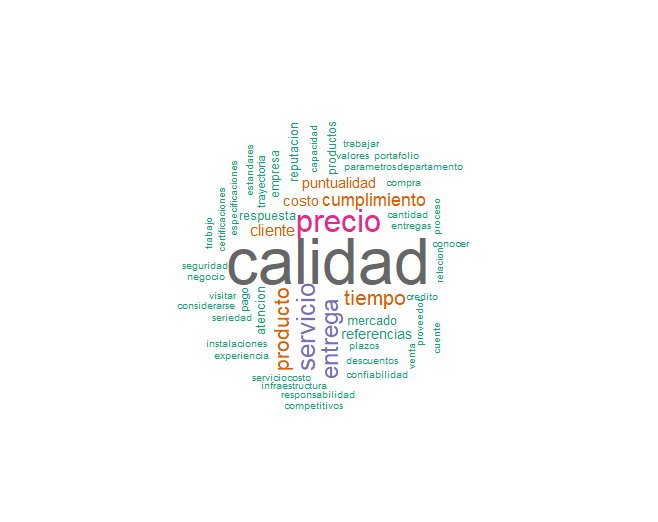 reputacion
capacidad
productos
trabajar
valores
portafolio
parametros
departamento
estandares
trayectoria
empresa
puntualidad
compra
especificaciones
certificaciones
trabajo
costo
cumplimiento
respuesta
precio
cantidad
proceso
cliente
entregas
calidad
conocer
relacion
seguridad
negocio
visitar
considerarse
seriedad
pago
atencion
producto
servicio
entrega
tiempo
credito
proveedor
mercado
referencias
cuente
instalaciones
plazos
experiencia
venta
descuentos
confiabilidad
serviciocosto
infraestructura
responsabilidad
competitivos